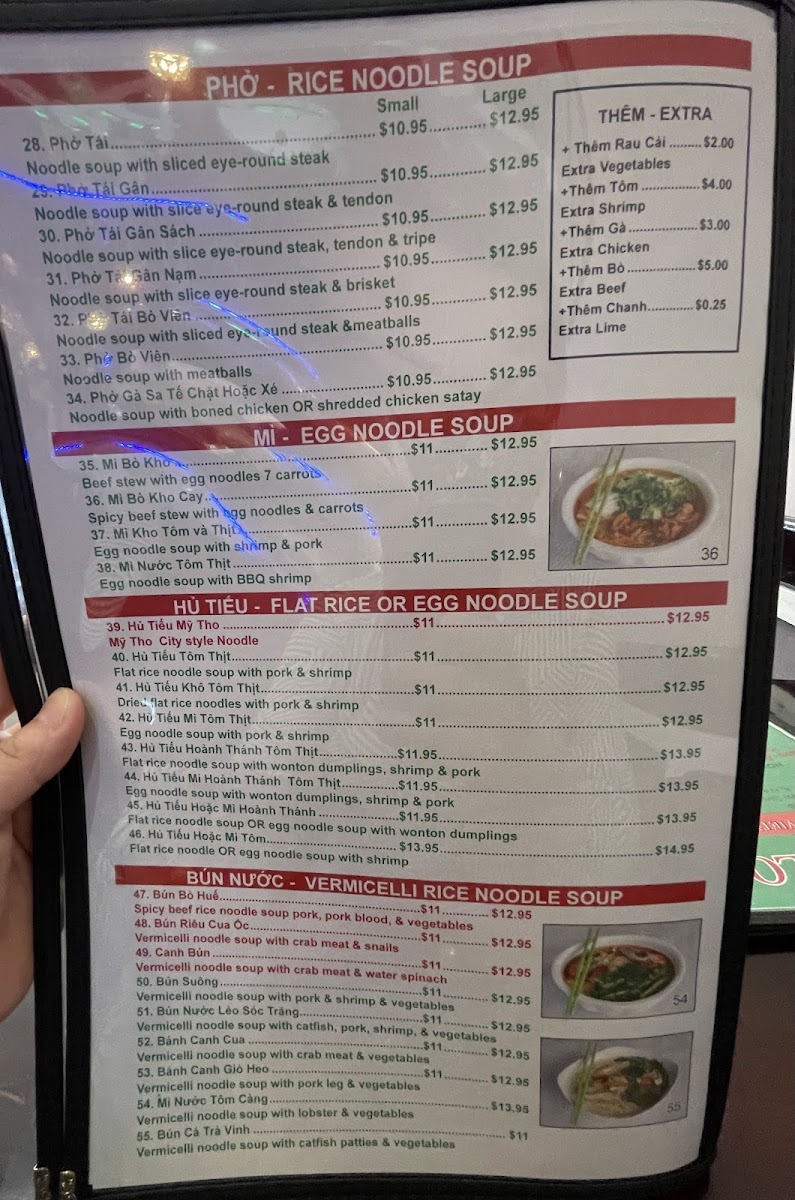 PHỞ - RICE NOODLE SOUP
Small Large
28. Phở Tái.......... $10.95.......... $12.95
Noodle soup with sliced eye-round steak
29. Phở Tái Gân.......... $10.95.......... $12.95
Noodle soup with slice eye-round steak & tendon
30. Phở Tái Gân Sách.......... $10.95.......... $12.95
Noodle soup with slice eye-round steak, tendon & tripe
31. Phở Tái Gân Nạm.......... $10.95.......... $12.95
Noodle soup with slice eye-round steak & brisket
32. Phở Tái Bò Viên.......... $10.95.......... $12.95
Noodle soup with sliced eye-round steak &meatballs
33. Phở Bò Viên.......... $10.95.......... $12.95
Noodle soup with meatballs
34. Phở Gà Sa Tế Chặt Hoặc Xé.......... $10.95.......... $12.95
Noodle soup with boned chicken OR shredded chicken satay
THÊM - EXTRA
+ Thêm Rau Cải.......... $2.00
Extra Vegetables
+Thêm Tôm.......... $4.00
Extra Shrimp
+Thêm Gà.......... $3.00
Extra Chicken
+Thêm Bò.......... $5.00
Extra Beef
+Thêm Chanh.......... $0.25
Extra Lime
MÌ - EGG NOODLE SOUP
35. Mì Bò Kho..........$11.......... $12.95
Beef stew with egg noodles 7 carrots
36. Mì Bò Kho Cay..........$11.......... $12.95
Spicy beef stew with egg noodles & carrots
37. Mì Kho Tôm và Thịt..........$11.......... $12.95
Egg noodle soup with shrimp & pork
38. Mì Nước Tôm Thịt..........$11.......... $12.95
Egg noodle soup with BBQ shrimp
36
HỦ TIẾU - FLAT RICE OR EGG NOODLE SOUP
39. Hủ Tiếu Mỹ Tho..........$11.......... $12.95
Mỹ Tho City style Noodle
40. Hủ Tiếu Tôm Thịt..........$11.......... $12.95
Flat rice noodle soup with pork & shrimp
41. Hủ Tiếu Khô Tôm Thịt..........$11.......... $12.95
Dried flat rice noodles with pork & shrimp
42. Hủ Tiếu Mì Tôm Thịt..........$11.......... $12.95
Egg noodle soup with pork & shrimp
43. Hủ Tiếu Hoành Thánh Tôm Thịt..........$11.95.......... $13.95
Flat rice noodle soup with wonton dumplings, shrimp & pork
44. Hủ Tiếu Mì Hoành Thánh Tôm Thịt..........$11.95.......... $13.95
Egg noodle soup with wonton dumplings, shrimp & pork
45. Hủ Tiếu Hoặc Mì Hoành Thánh..........$11.95.......... $13.95
Flat rice noodle soup OR egg noodle soup with wonton dumplings
46. Hủ Tiếu Hoặc Mì Tôm.......... $13.95.......... $14.95
Flat rice noodle OR egg noodle soup with shrimp
BÚN NƯỚC - VERMICELLI RICE NOODLE SOUP
47. Bún Bò Huế..........$11.......... $12.95
Spicy beef rice noodle soup pork, pork blood, & vegetables
48. Bún Riêu Cua Ốc..........$11.......... $12.95
Vermicelli noodle soup with crab meat & snails
49. Canh Bún..........$11.......... $12.95
Vermicelli noodle soup with crab meat & water spinach
50. Bún Suông..........$11.......... $12.95
Vermicelli noodle soup with pork & shrimp & vegetables
51. Bún Nước Lèo Sóc Trăng..........$11.......... $12.95
Vermicelli noodle soup with catfish, pork, shrimp, & vegetables
52. Bánh Canh Cua..........$11.......... $12.95
Vermicelli noodle soup with crab meat & vegetables
53. Bánh Canh Giò Heo..........$11.......... $12.95
Vermicelli noodle soup with pork leg & vegetables
54. Mì Nước Tôm Càng.......... $13.95
Vermicelli noodle soup with lobster & vegetables
55. Bún Cá Trà Vinh.......... $11
Vermicelli noodle soup with catfish patties & vegetables
54
55